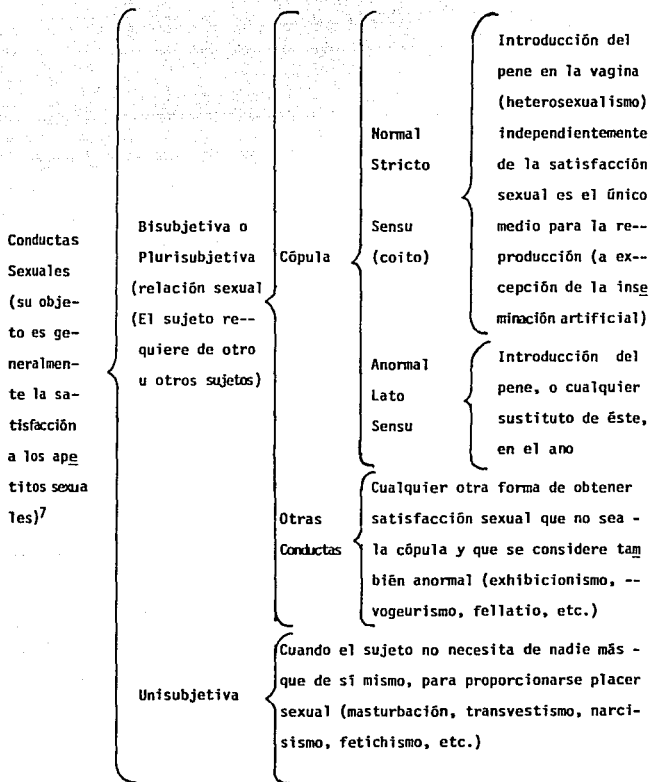 Conductas
Sexuales
(su obje-
to es ge-
neralmen-
te la sa-
tisfacción
a los ape
titos sexua
les)7
Bisubjetiva o
Plurisubjetiva
(relación sexual
(El sujeto re--
quiere de otro
u otros sujetos)
Cópula
Normal
Stricto
Sensu
(coito)
Introducción del
pene en la vagina
(heterosexualismo)
independientemente
de la satisfacción
sexual es el único
medio para la re--
producción (a ex--
cepción de la inse
minación artificial)
Anormal
Lato
Sensu
Introducción del
pene, o cualquier
sustituto de éste,
en el ano
Otras
Conductas
Cualquier otra forma de obtener
satisfacción sexual que no sea -
la cópula y que se considere tam
bién anormal (exhibicionismo, --
vogeurismo, fellatio, etc.)
Unisubjetiva
Cuando el sujeto no necesita de nadie más -
que de sí mismo, para proporcionarse placer
sexual (masturbación, transvestismo, narci-
sismo, fetichismo, etc.)